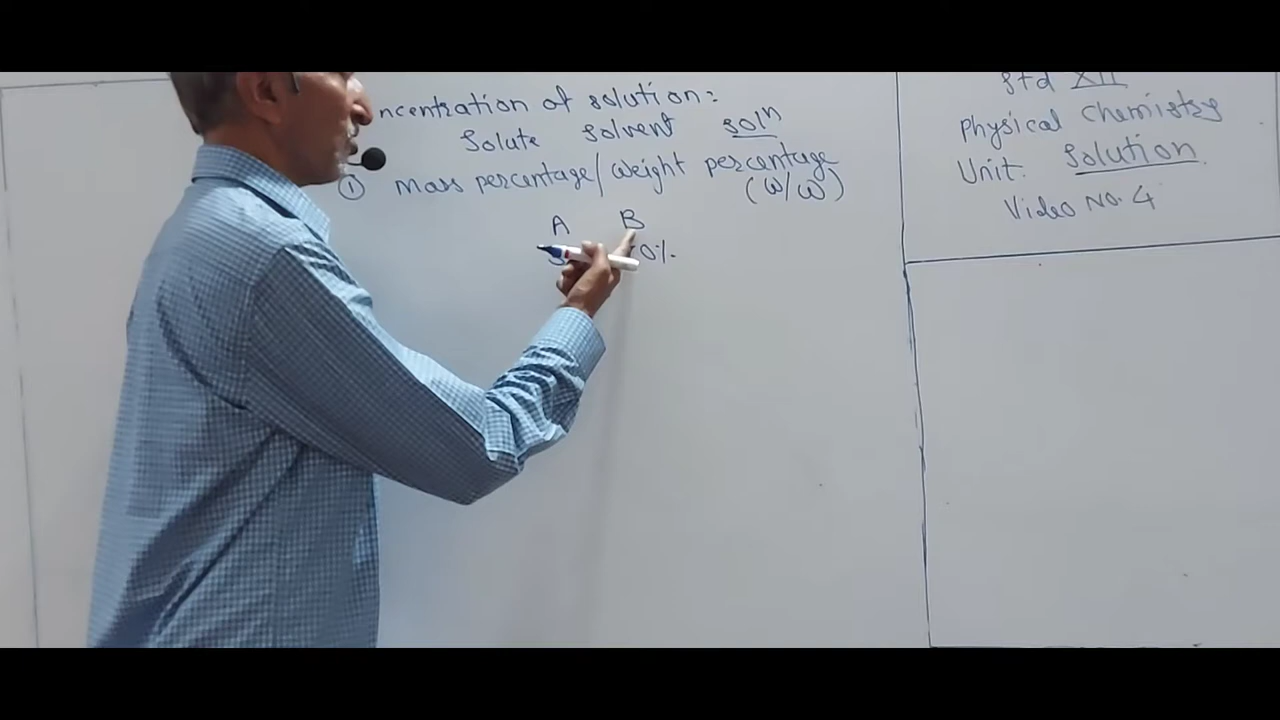 ncentration of solution:
Solute Solvent solⁿ
① Mass percentage/Weight percentage
(W/W)
A B
0%.
Std XII
Physical Chemistry
Unit. Solution.
Video No. 4